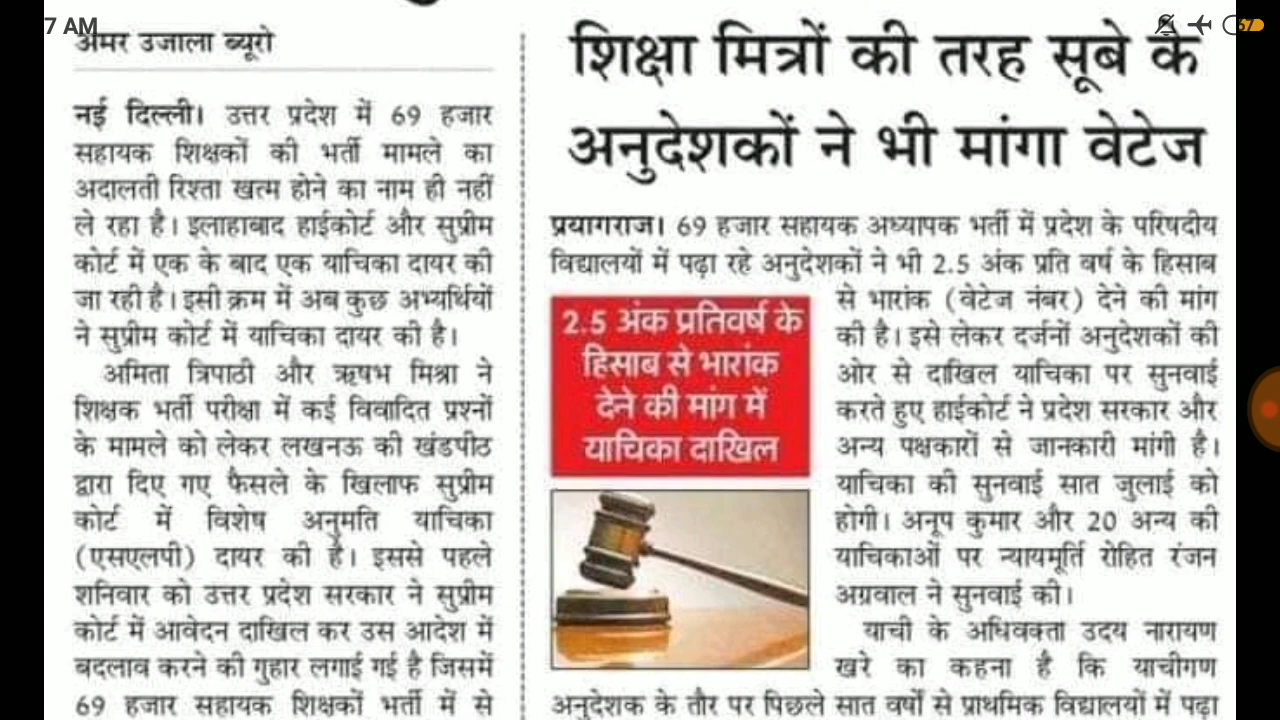 7 AM
57
अमर उजाला ब्यूरो
नई दिल्ली। उत्तर प्रदेश में 69 हजार
सहायक शिक्षकों की भर्ती मामले का
अदालती रिश्ता खत्म होने का नाम ही नहीं
ले रहा है। इलाहाबाद हाईकोर्ट और सुप्रीम
कोर्ट में एक के बाद एक याचिका दायर की
जा रही है। इसी क्रम में अब कुछ अभ्यर्थियों
ने सुप्रीम कोर्ट में याचिका दायर की है।
अमिता त्रिपाठी और ऋषभ मिश्रा ने
शिक्षक भर्ती परीक्षा में कई विवादित प्रश्नों
के मामले को लेकर लखनऊ की खंडपीठ
द्वारा दिए गए फैसले के खिलाफ सुप्रीम
कोर्ट में विशेष अनुमति याचिका
(एसएलपी) दायर की है। इससे पहले
शनिवार को उत्तर प्रदेश सरकार ने सुप्रीम
कोर्ट में आवेदन दाखिल कर उस आदेश में
बदलाव करने की गुहार लगाई गई है जिसमें
69 हजार सहायक शिक्षकों भर्ती में से
शिक्षा मित्रों की तरह सूबे के
अनुदेशकों ने भी मांगा वेटेज
प्रयागराज। 69 हजार सहायक अध्यापक भर्ती में प्रदेश के परिषदीय
विद्यालयों में पढ़ा रहे अनुदेशकों ने भी 2.5 अंक प्रति वर्ष के हिसाब
2.5 अंक प्रतिवर्ष के
हिसाब से भारांक
देने की मांग में
याचिका दाखिल
से भारांक (वेटेज नंबर) देने की मांग
की है। इसे लेकर दर्जनों अनुदेशकों की
ओर से दाखिल याचिका पर सुनवाई
करते हुए हाईकोर्ट ने प्रदेश सरकार और
अन्य पक्षकारों से जानकारी मांगी है।
याचिका की सुनवाई सात जुलाई को
होगी। अनूप कुमार और 20 अन्य की
याचिकाओं पर न्यायमूर्ति रोहित रंजन
अग्रवाल ने सुनवाई की।
याची के अधिवक्ता उदय नारायण
खरे का कहना है कि याचीगण
अनुदेशक के तौर पर पिछले सात वर्षों से प्राथमिक विद्यालयों में पढ़ा